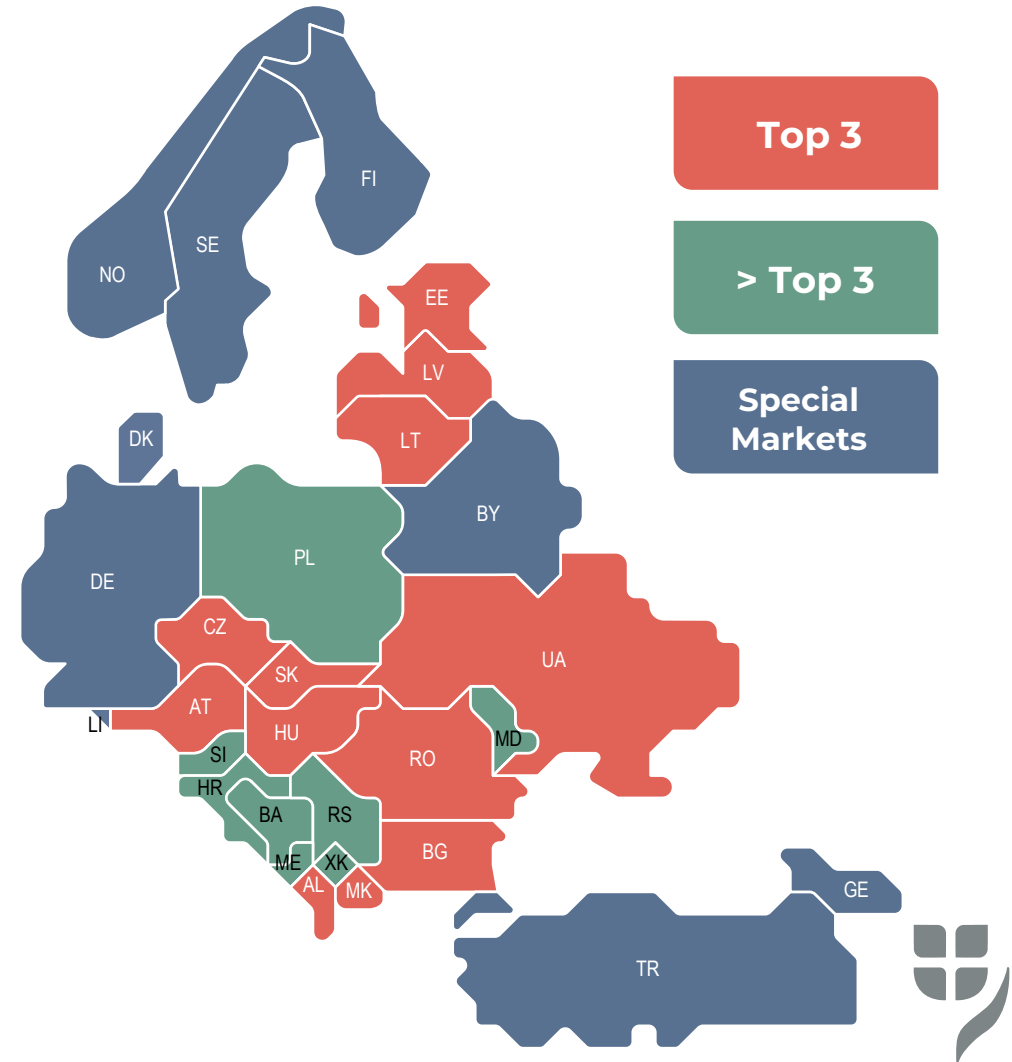 Top 3
> Top 3
Special
Markets
FI
SE
NO
EE
LV
DK
LT
BY
PL
DE
CZ
UA
SK
AT
LI
HU
MD
SI
RO
HR
BA
RS
BG
ME
XK
AL
MK
GE
TR